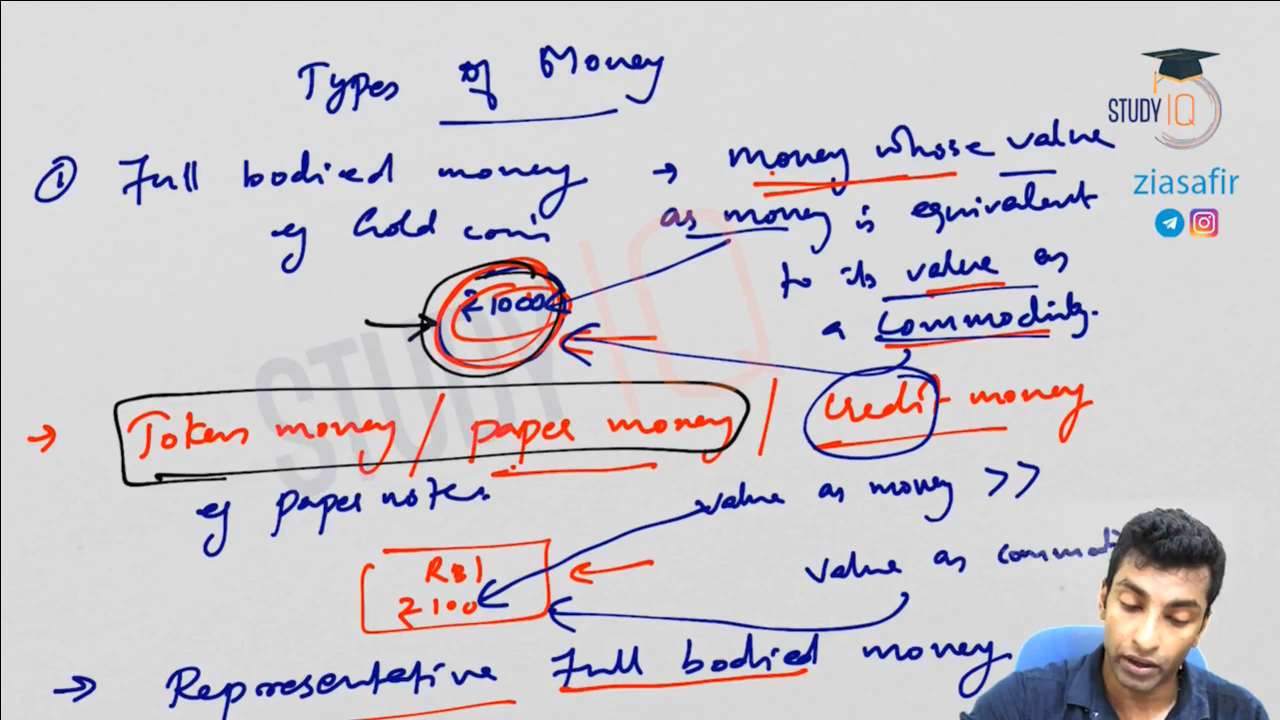 Types of Money
STUDY IQ
ziasafir
① Full bodied money → money whose value
eg Gold coin as money is equivalent
to its value as
₹1000 a commodity.
STUDY IQ
→ Token money / paper money / Credit money
eg paper notes. value as money >>
value as commodi
RBI
₹100
→ Representative Full bodied money